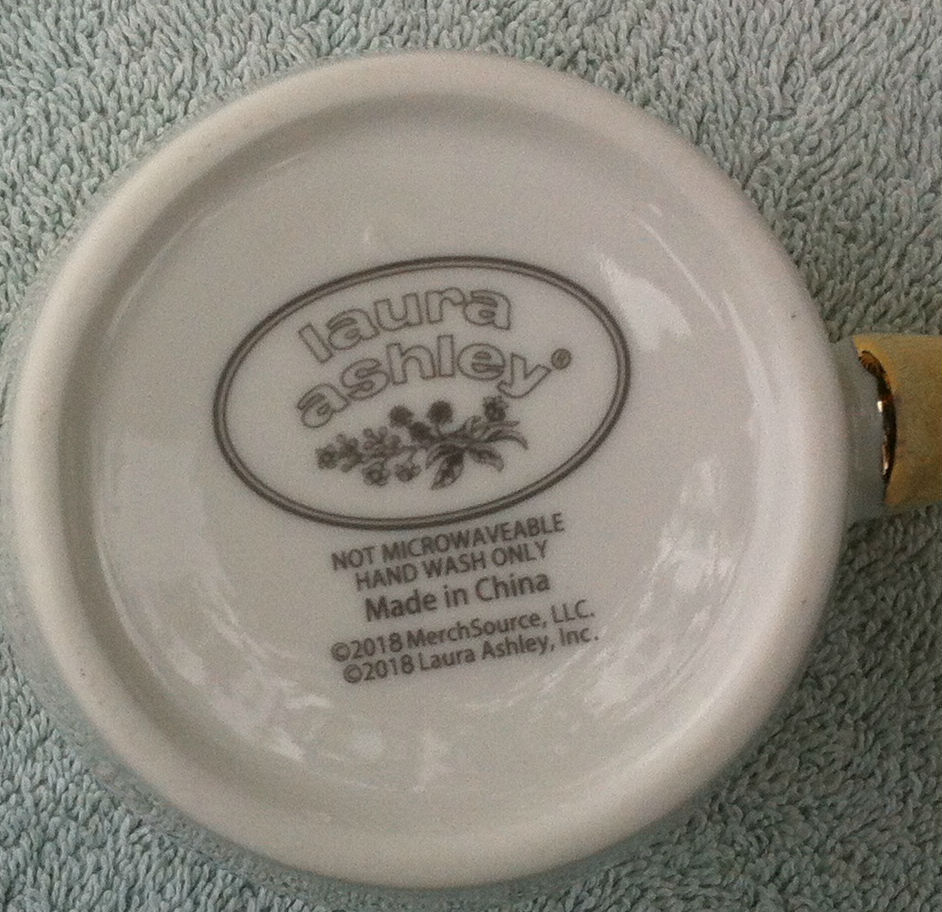 laura
ashley®
NOT MICROWAVEABLE
HAND WASH ONLY
Made in China
©2018 MerchSource, LLC.
©2018 Laura Ashley, Inc.